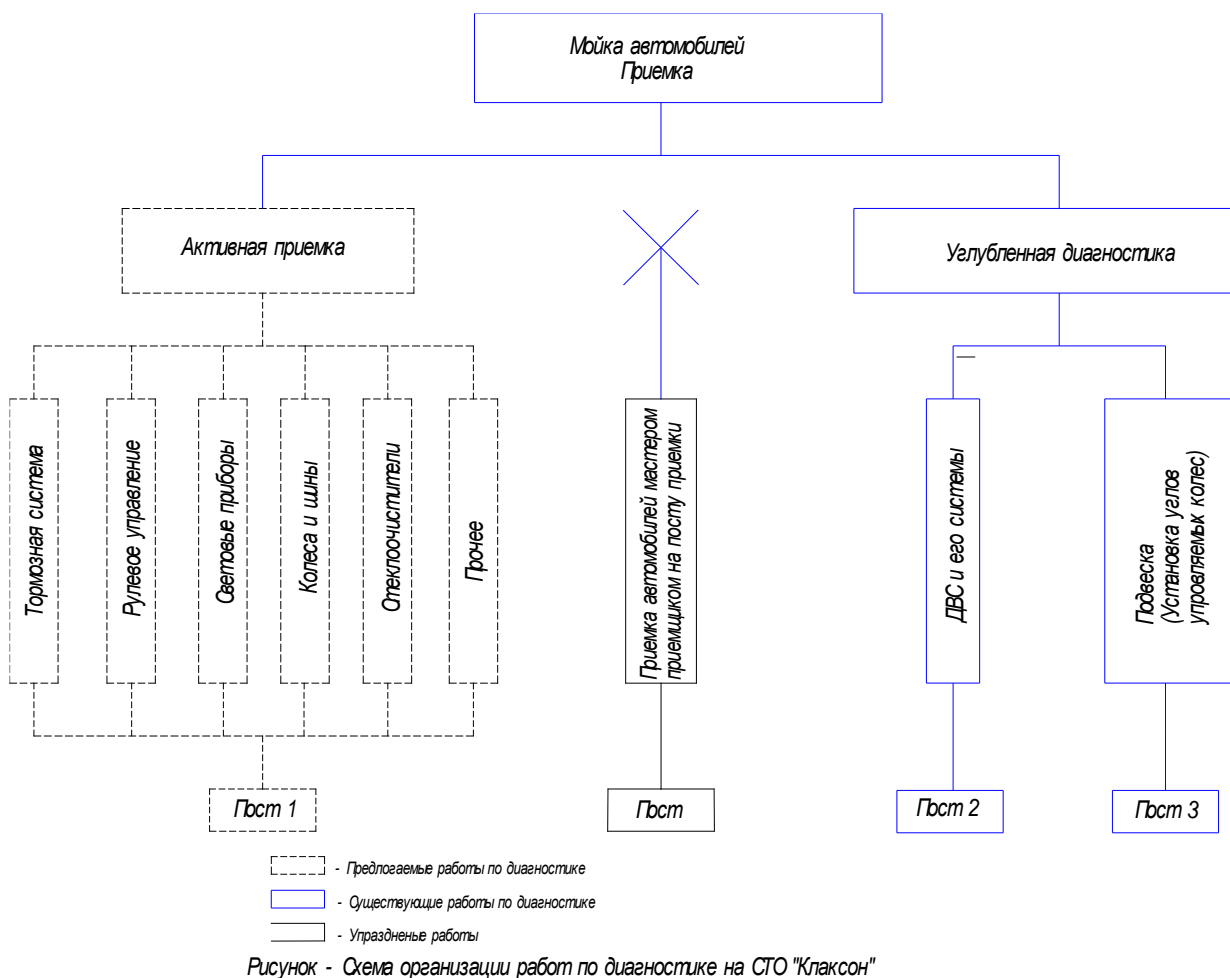 Мойка автомобилей
Приемка
Активная приемка
Углубленная диагностика
Тормозная система
Рулевое управление
Световые приборы
Колеса и шины
Стеклоочистители
Прочее
Приемка автомобилей мастером
приемщиком на посту приемки
ДВС и его системы
Подвеска
(Установка углов
упровляемых колес)
Пост 1
Пост
Пост 2
Пост 3
- Предлогаемые работы по диагностике
- Существующие работы по диагностике
- Упраздненые работы
Рисунок - Схема организации работ по диагностике на СТО "Клаксон"